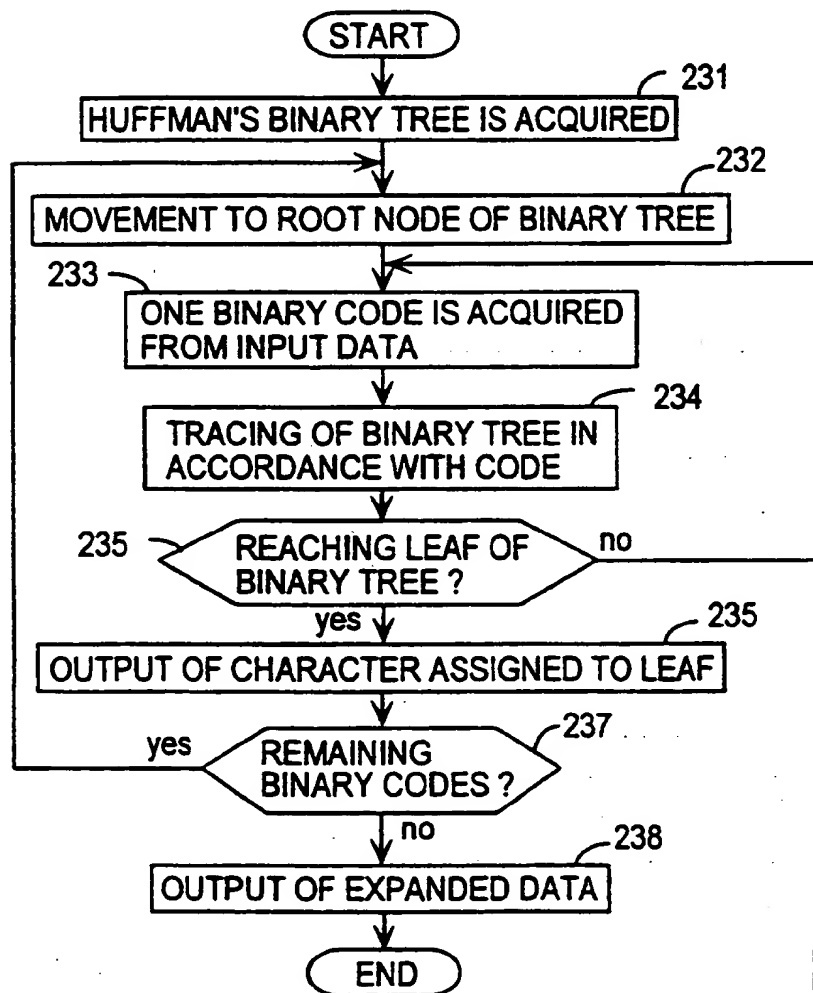 START
231
HUFFMAN'S BINARY TREE IS ACQUIRED
232
MOVEMENT TO ROOT NODE OF BINARY TREE
233
ONE BINARY CODE IS ACQUIRED
FROM INPUT DATA
234
TRACING OF BINARY TREE IN
ACCORDANCE WITH CODE
235
REACHING LEAF OF
BINARY TREE ?
no
yes
235
OUTPUT OF CHARACTER ASSIGNED TO LEAF
yes
237
REMAINING
BINARY CODES ?
no
238
OUTPUT OF EXPANDED DATA
END